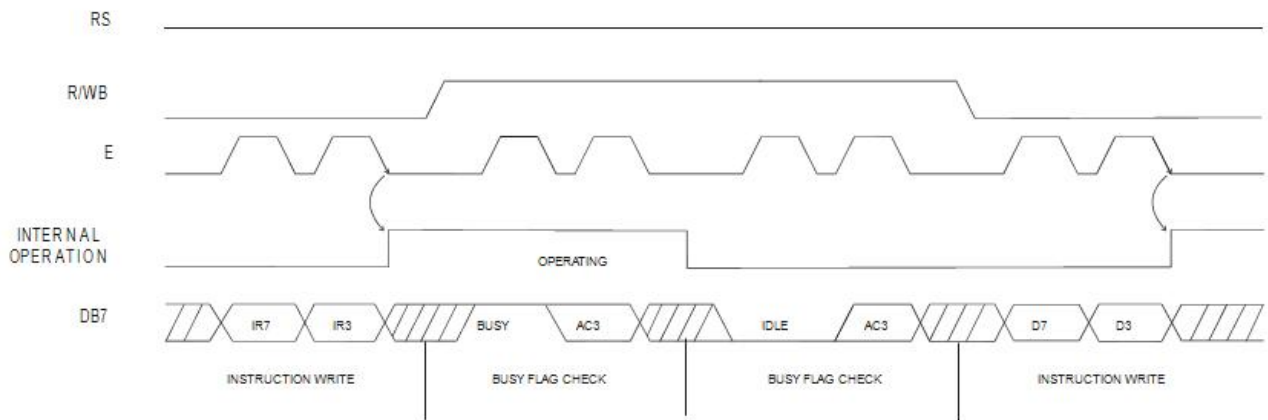 RS
R/WB
E
INTERNAL
OPERATION
OPERATING
DB7
IR7
IR3
BUSY
AC3
IDLE
AC3
D7
D3
INSTRUCTION WRITE
BUSY FLAG CHECK
BUSY FLAG CHECK
INSTRUCTION WRITE